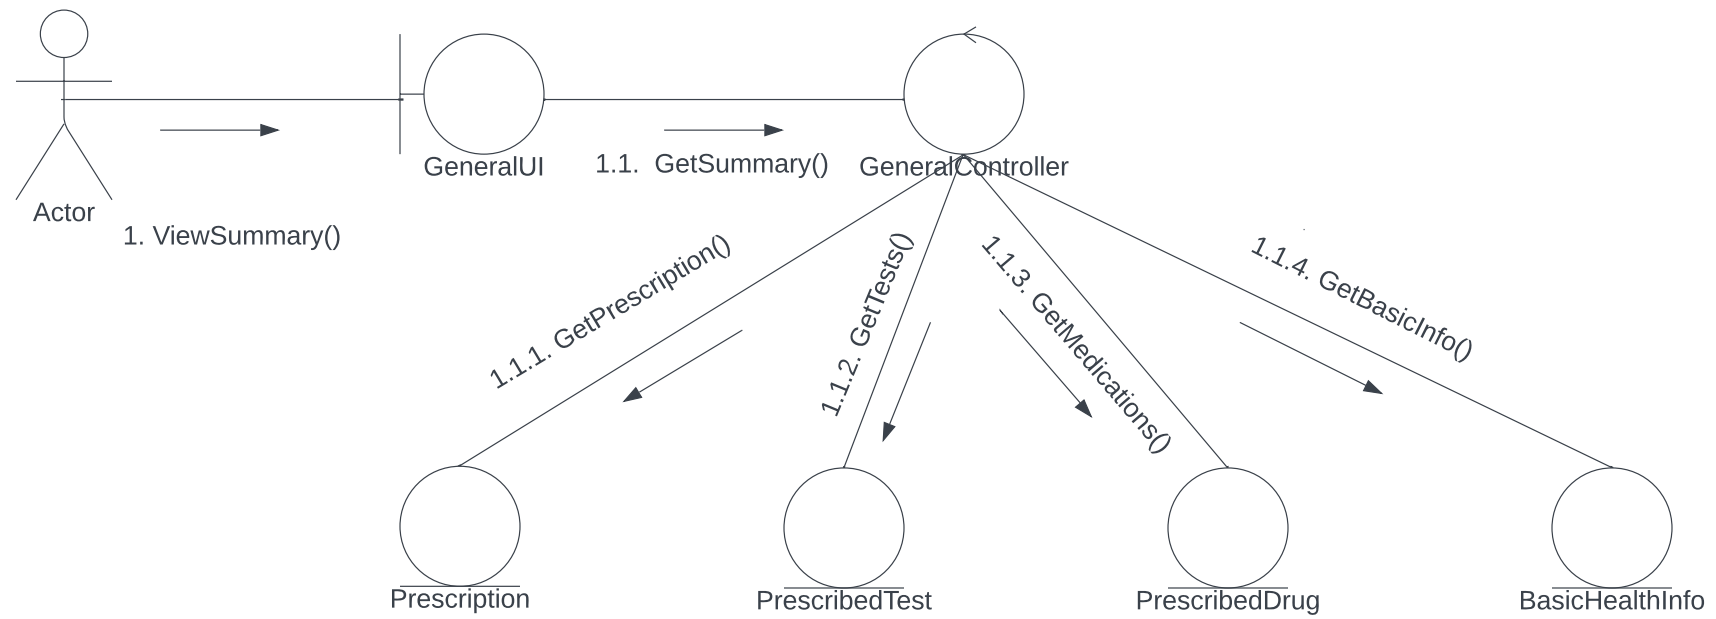 GeneralUI
1.1. GetSummary()
GeneralController
Actor
1. ViewSummary()
1.1.1. GetPrescription()
1.1.2. GetTests()
1.1.3. GetMedications()
1.1.4. GetBasicInfo()
Prescription
PrescribedTest
PrescribedDrug
BasicHealthInfo